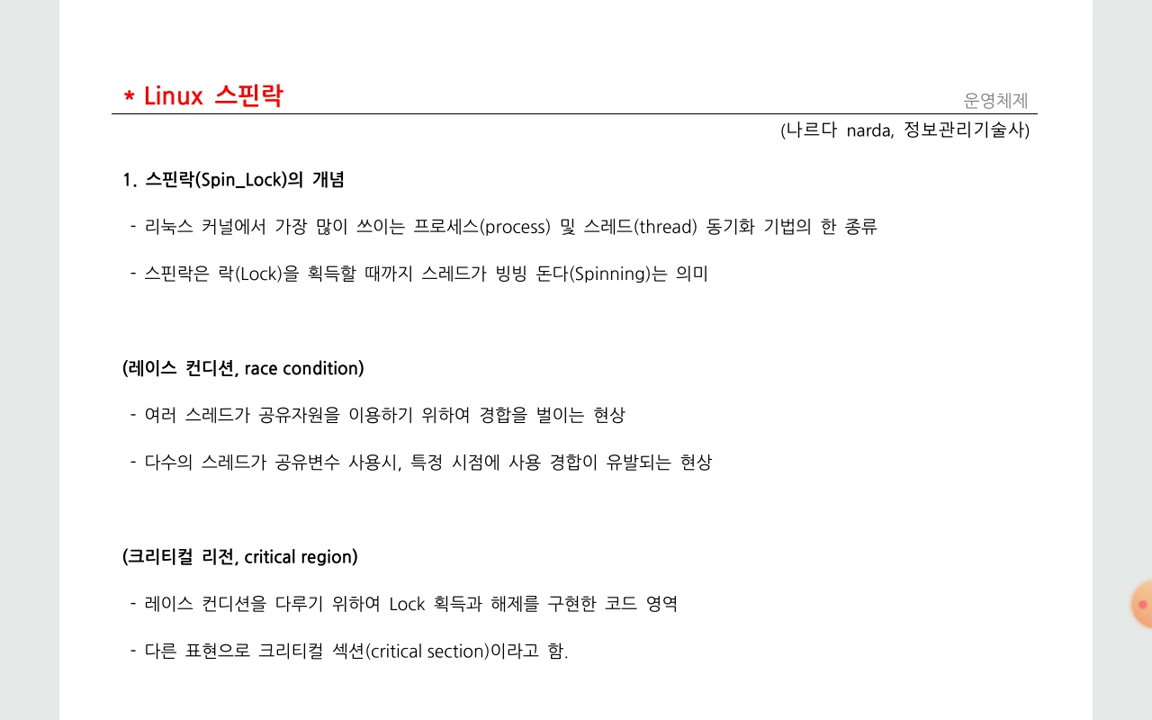 * Linux 스핀락
운영체제
(나르다 narda, 정보관리기술사)
1. 스핀락(Spin_Lock)의 개념
- 리눅스 커널에서 가장 많이 쓰이는 프로세스(process) 및 스레드(thread) 동기화 기법의 한 종류
- 스핀락은 락(Lock)을 획득할 때까지 스레드가 빙빙 돈다(Spinning)는 의미
(레이스 컨디션, race condition)
- 여러 스레드가 공유자원을 이용하기 위하여 경합을 벌이는 현상
- 다수의 스레드가 공유변수 사용시, 특정 시점에 사용 경합이 유발되는 현상
(크리티컬 리전, critical region)
- 레이스 컨디션을 다루기 위하여 Lock 획득과 해제를 구현한 코드 영역
- 다른 표현으로 크리티컬 섹션(critical section)이라고 함.